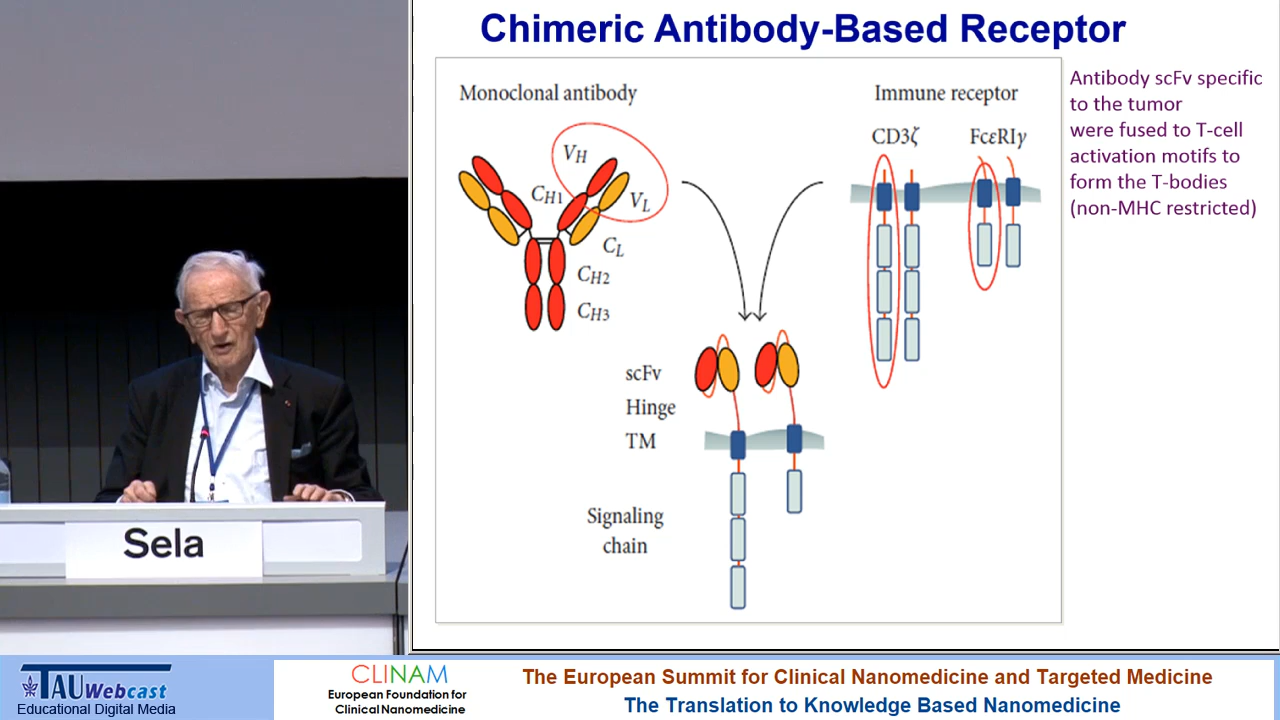 Chimeric Antibody-Based Receptor
Monoclonal antibody
Immune receptor
CD3ζ
FcεRIγ
VH
CH1
VL
CL
CH2
CH3
scFv
Hinge
TM
Signaling
chain
Antibody scFv specific
to the tumor
were fused to T-cell
activation motifs to
form the T-bodies
(non-MHC restricted)
Sela
TAU Webcast
Educational Digital Media
CLINAM
European Foundation for
Clinical Nanomedicine
The European Summit for Clinical Nanomedicine and Targeted Medicine
The Translation to Knowledge Based Nanomedicine